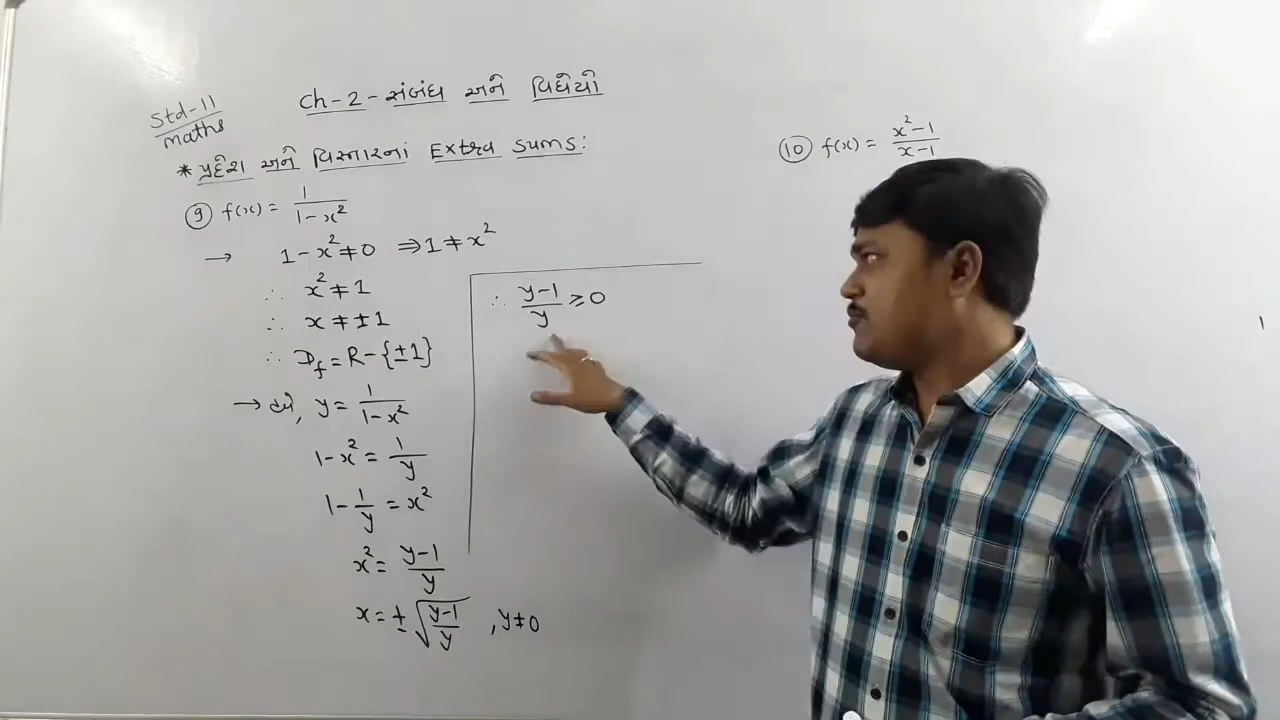 Std-11
maths
Ch-2-સંબંધ અને વિધેયો
* પ્રદેશ અને વિસ્તારનાં Extra sums:
⑨ f(x) = 1/(1-x²)
→ 1-x²≠0 ⇒ 1≠x²
∴ x²≠1
∴ x≠±1
∴ D_f = R-{±1}
→ ધારો, y = 1/(1-x²)
1-x² = 1/y
1-1/y = x²
x² = (y-1)/y
x = ±√((y-1)/y) , y≠0
∴ (y-1)/y ≥ 0
⑩ f(x) = (x²-1)/(x-1)